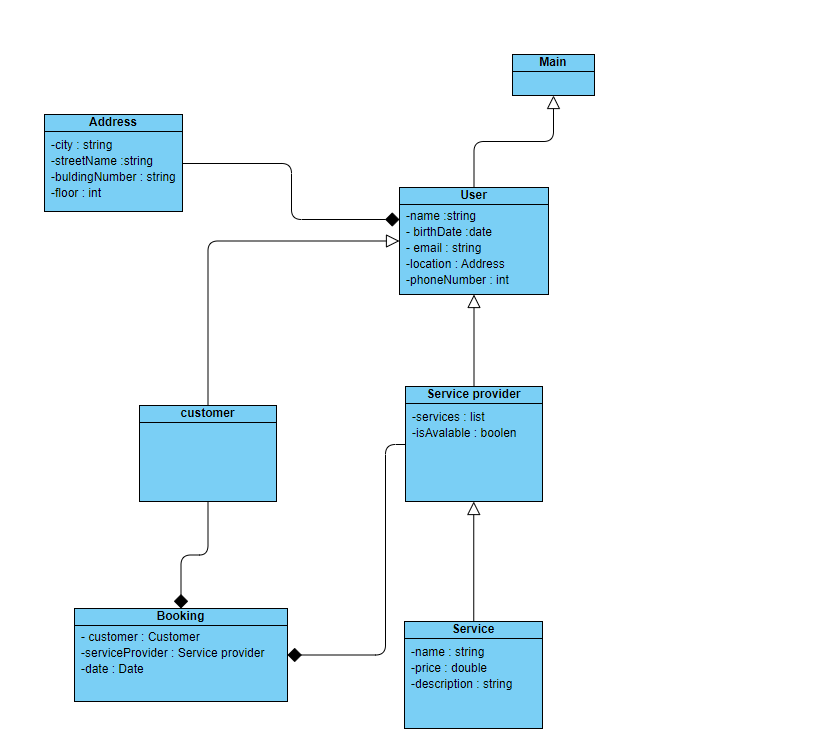 Main
Address
-city : string
-streetName :string
-buldingNumber : string
-floor : int
User
-name :string
- birthDate :date
- email : string
-location : Address
-phoneNumber : int
customer
Service provider
-services : list
-isAvalable : boolen
Booking
- customer : Customer
-serviceProvider : Service provider
-date : Date
Service
-name : string
-price : double
-description : string